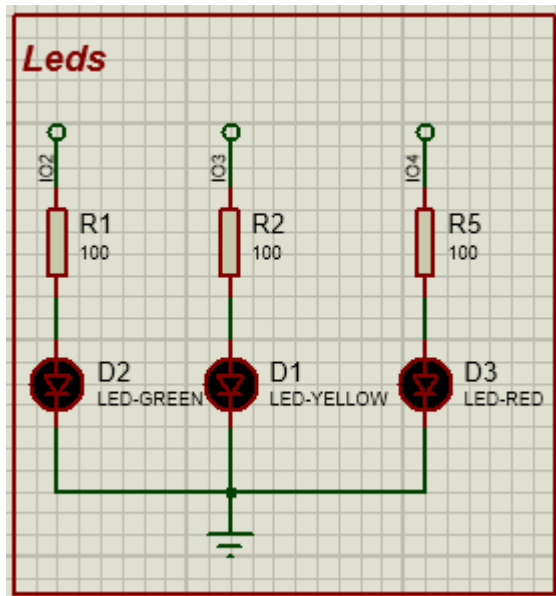 Leds
IO2
IO3
IO4
R1
100
R2
100
R5
100
D2
LED-GREEN
D1
LED-YELLOW
D3
LED-RED